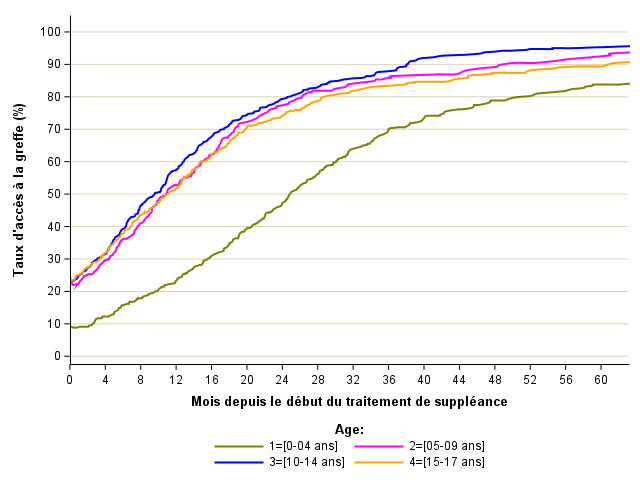 Taux d'accès à la greffe (%)
100
90
80
70
60
50
40
30
20
10
0
0 4 8 12 16 20 24 28 32 36 40 44 48 52 56 60
Mois depuis le début du traitement de suppléance
Age:
1=[0-04 ans] 2=[05-09 ans]
3=[10-14 ans] 4=[15-17 ans]